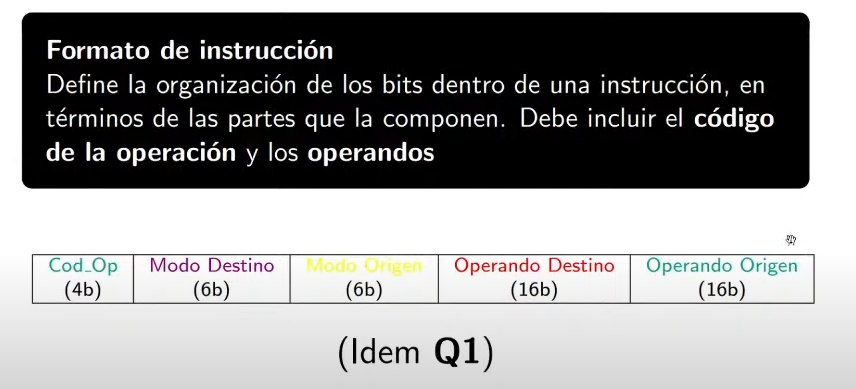 Formato de instrucción
Define la organización de los bits dentro de una instrucción, en
términos de las partes que la componen. Debe incluir el código
de la operación y los operandos
Cod_Op Modo Destino Modo Origen Operando Destino Operando Origen
(4b) (6b) (6b) (16b) (16b)
(Idem Q1)